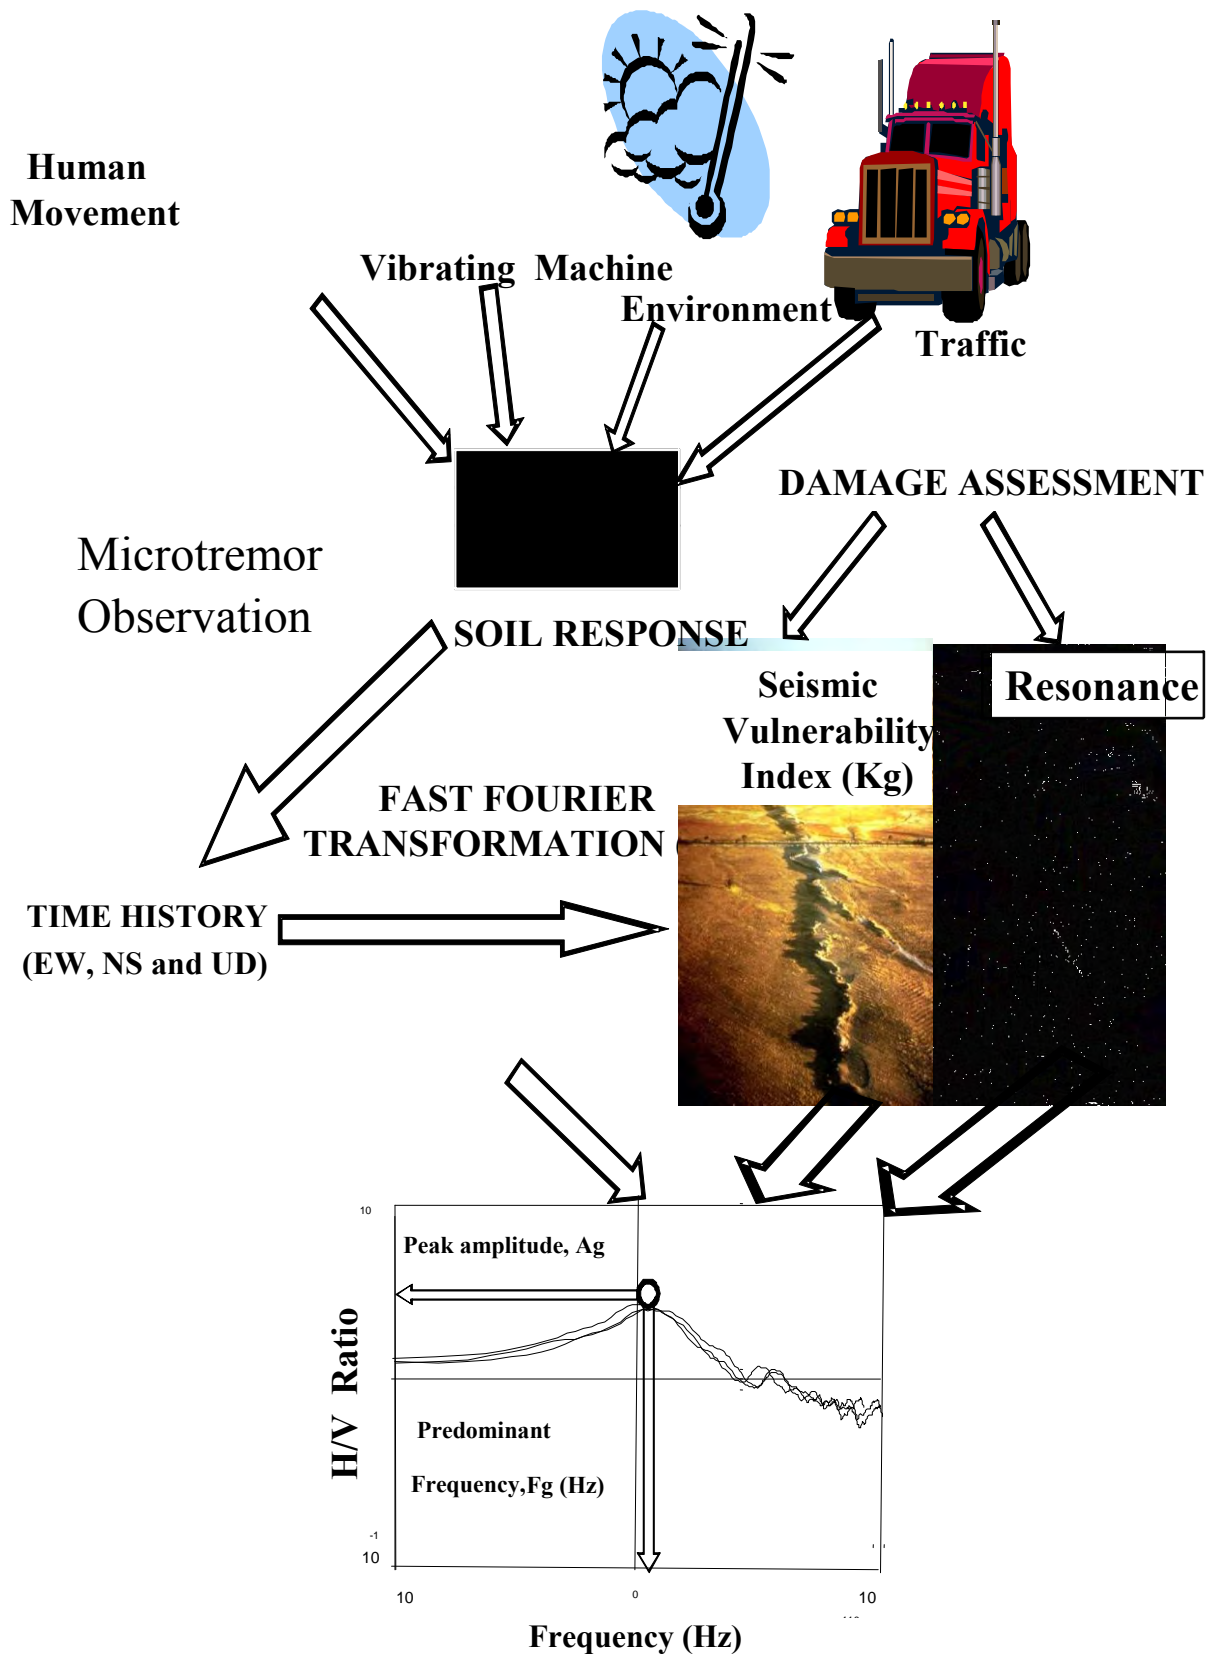 Human
Movement
Vibrating Machine
Environment
Traffic
DAMAGE ASSESSMENT
Microtremor
Observation
SOIL RESPONSE
Seismic
Vulnerability
Index (Kg)
Resonance
FAST FOURIER
TRANSFORMATION (
TIME HISTORY
(EW, NS and UD)
10
Peak amplitude, Ag
H/V Ratio
Predominant
Frequency,Fg (Hz)
-1
10
10
0
10
Frequency (Hz)